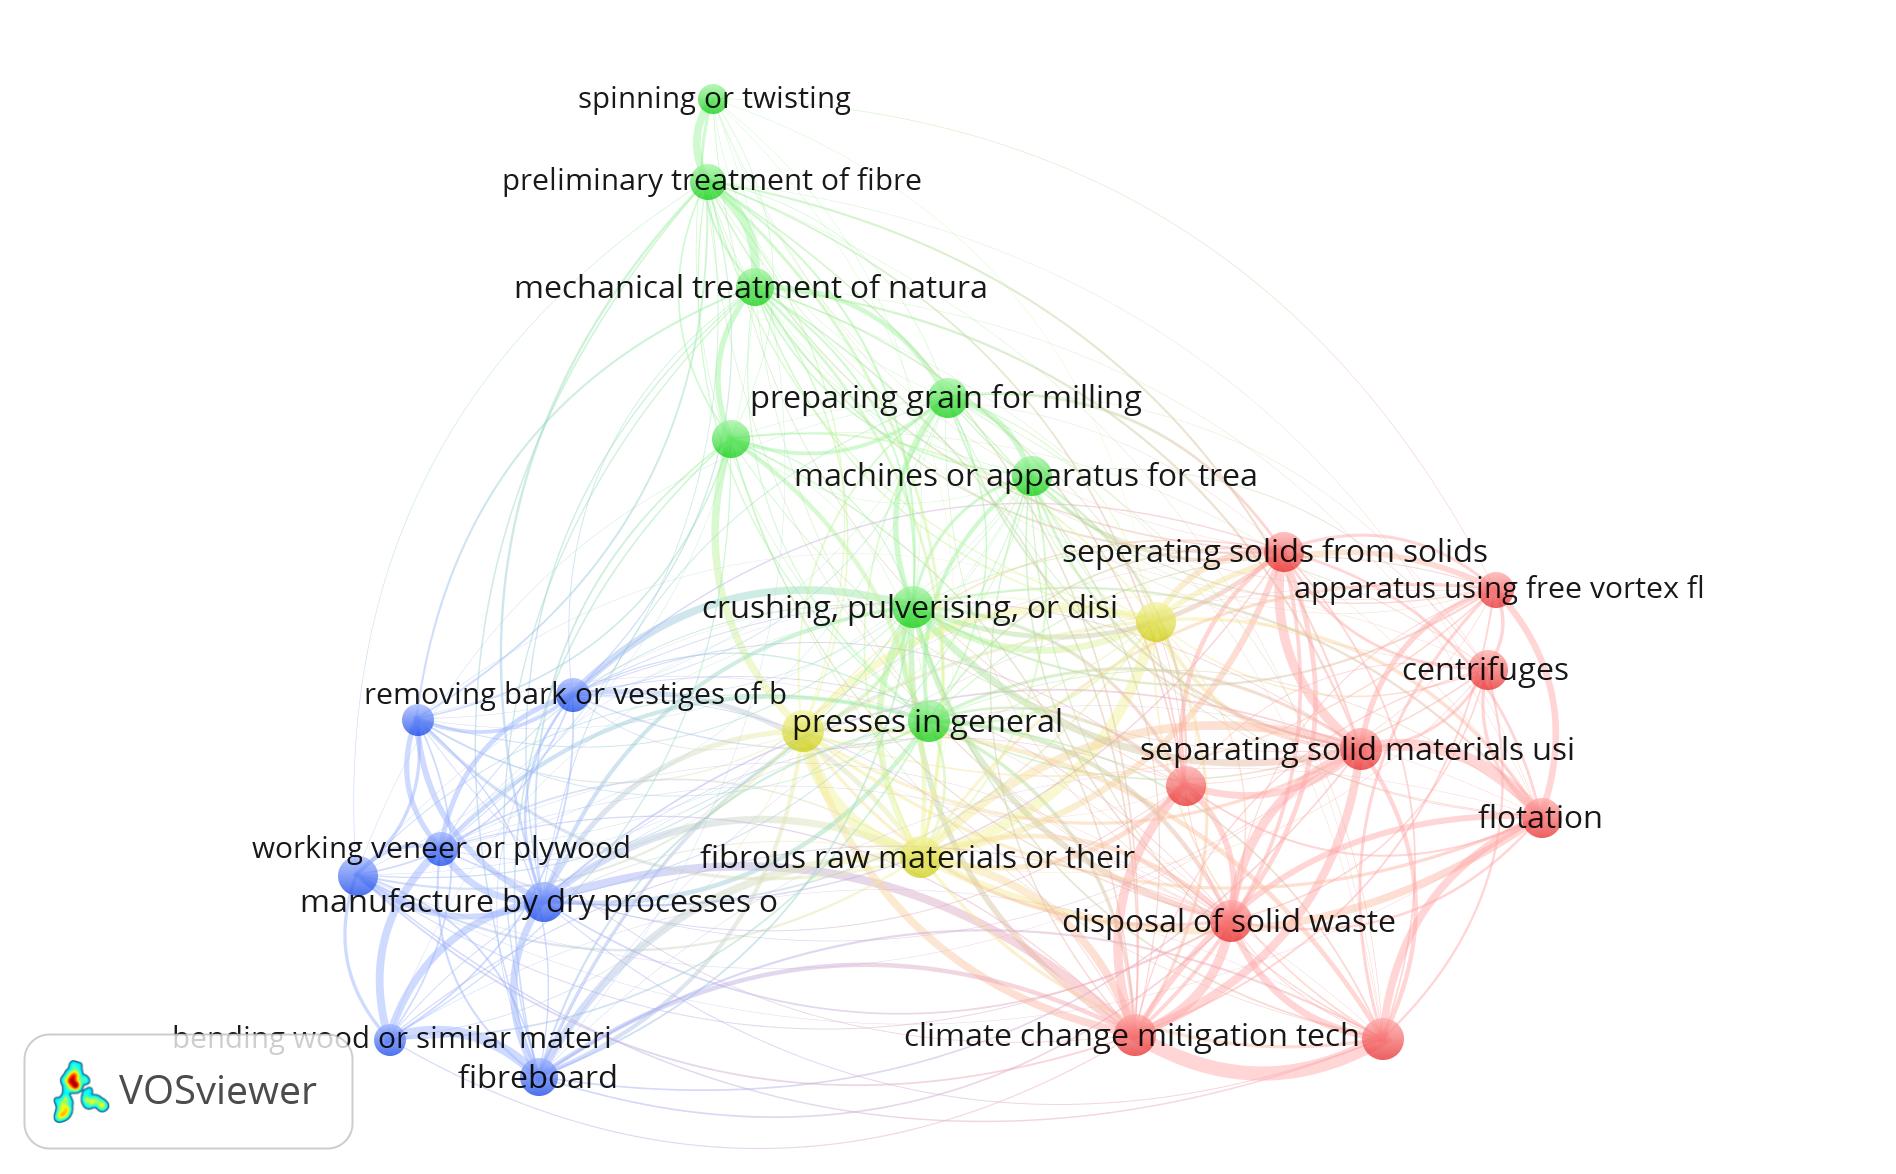 spinning or twisting
preliminary treatment of fibre
mechanical treatment of natura
preparing grain for milling
machines or apparatus for trea
seperating solids from solids
apparatus using free vortex fl
crushing, pulverising, or disi
centrifuges
removing bark or vestiges of b
presses in general
separating solid materials usi
flotation
working veneer or plywood
fibrous raw materials or their
manufacture by dry processes o
disposal of solid waste
climate change mitigation tech
bending wood or similar materi
fibreboard
VOSviewer